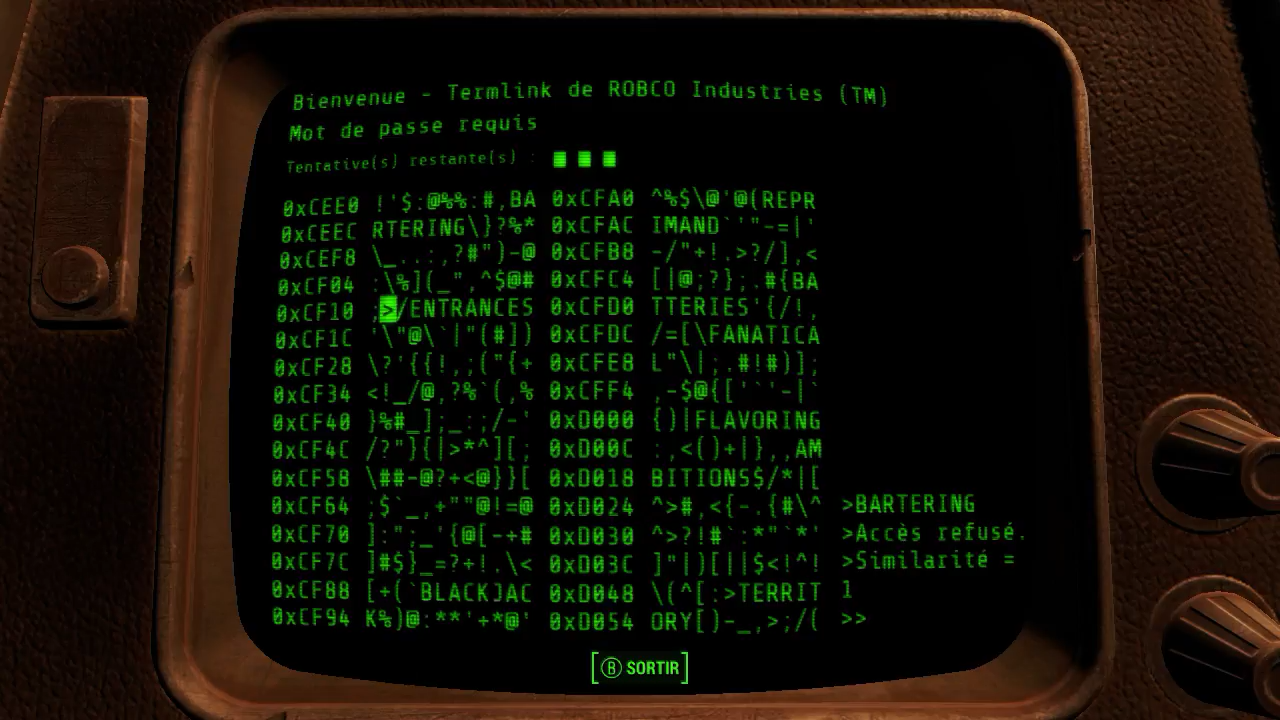 Bienvenue - Termlink de ROBCO Industries (TM)
Mot de passe requis
Tentative(s) restante(s) :
0xCEE0 !'$:@%%:#,BA 0xCFA0 ^%$\@'@(REPR
0xCEEC RTERING\}?%* 0xCFAC IMAND`'"-=|'
0xCEF8 \_..:,?#")-@ 0xCFB8 -/"+!.>?/],<
0xCF04 :\%](_",^$@# 0xCFC4 [|@;?};.#{BA
0xCF10 ;>/ENTRANCES 0xCFD0 TTERIES'{/!,
0xCF1C '\"@\`|"(#]) 0xCFDC /=[\FANATICA
0xCF28 \?'{{!,;("{+ 0xCFE8 L"\|;.#!#)];
0xCF34 <!_/@,?%`(,% 0xCFF4 ,-$@{['`'-|`
0xCF40 }%#_];_:;/-' 0xD000 {)|FLAVORING
0xCF4C /?"}{|>*^][; 0xD00C :,<()+|},,AM
0xCF58 \##-@?+<@]}[ 0xD018 BITIONS$/*|[
0xCF64 ;$`_,+""@!=@ 0xD024 ^>#,<{-.{#\^ >BARTERING
0xCF70 ]:";_'{@[-+# 0xD030 ^>?!#`:*"`*' >Accès refusé.
0xCF7C ]#$}_=?+!.\< 0xD03C ]"|)[||$<!^! >Similarité =
0xCF88 [+(`BLACKJAC 0xD048 \(^[:>TERRIT 1
0xCF94 K%)@:**'+*@' 0xD054 ORY[)-_,>;/( >>
B SORTIR